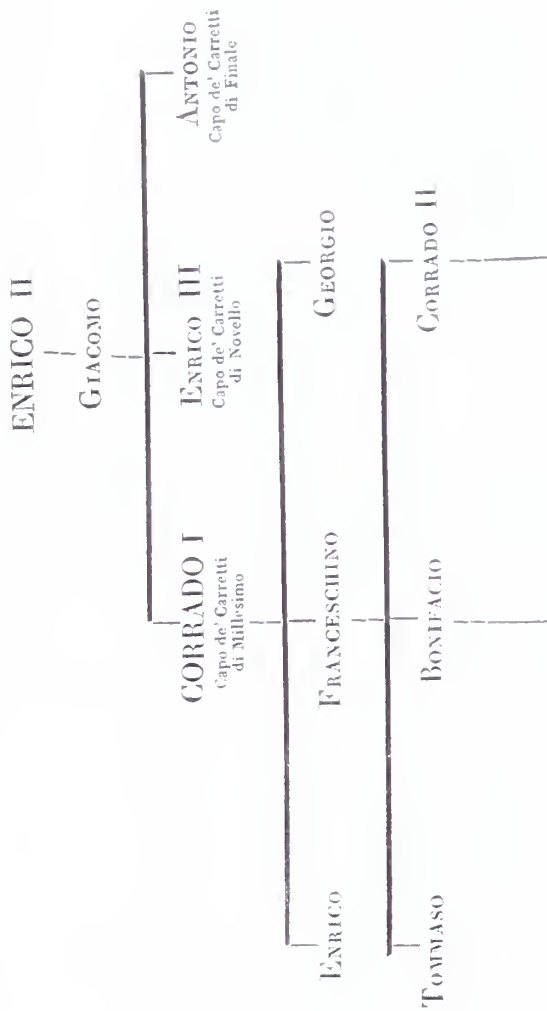 ENRICO II
GIACOMO
CORRADO I
Capo de' Carretti
di Millesimo
ENRICO III
Capo de' Carretti
di Novello
ANTONIO
Capo de' Carretti
di Finale
ENRICO
FRANCESCHINO
GEORGIO
TOMMASO
BONIFACIO
CORRADO II